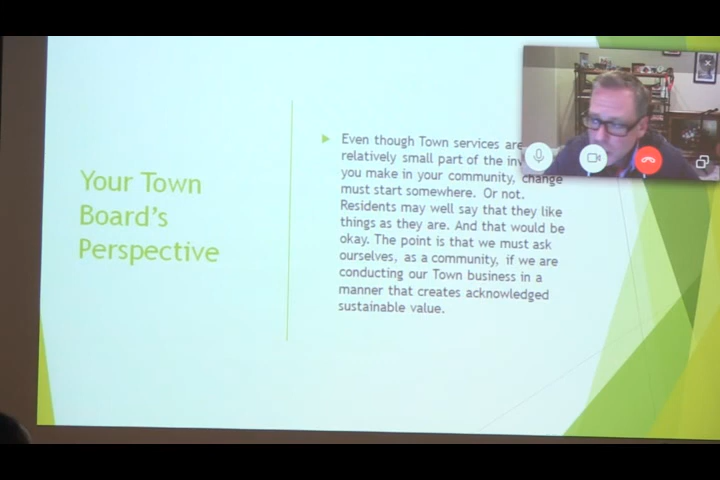 Your Town
Board's
Perspective
Even though Town services are
relatively small part of the
you make in your community, change
must start somewhere. Or not.
Residents may well say that they like
things as they are. And that would be
okay. The point is that we must ask
ourselves, as a community, if we are
conducting our Town business in a
manner that creates acknowledged
sustainable value.